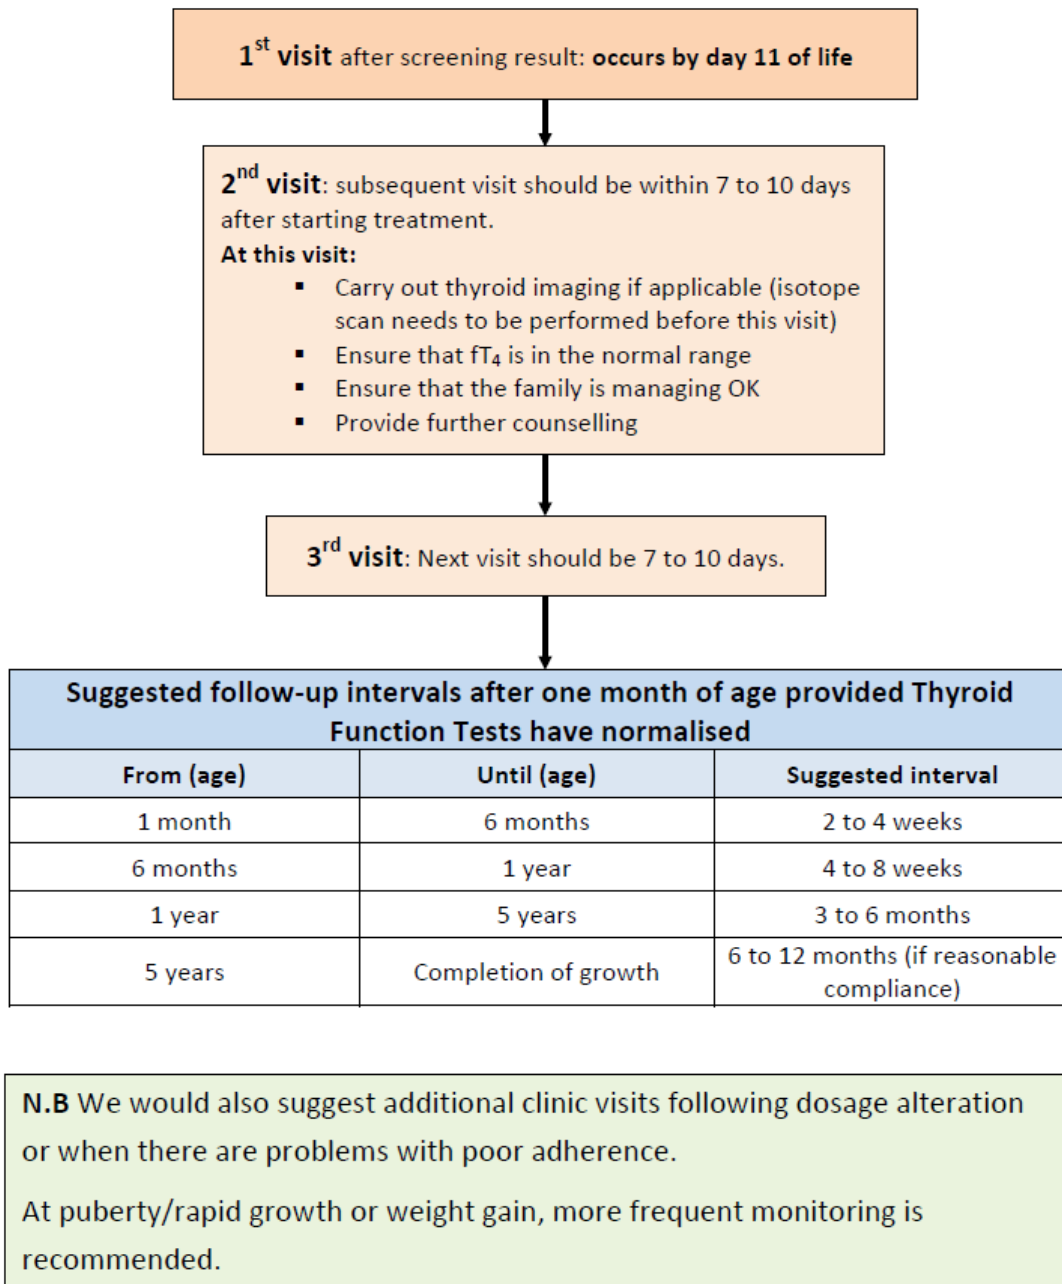 1st visit after screening result: occurs by day 11 of life
2nd visit: subsequent visit should be within 7 to 10 days
after starting treatment.
At this visit:
▪ Carry out thyroid imaging if applicable (isotope
scan needs to be performed before this visit)
▪ Ensure that fT₄ is in the normal range
▪ Ensure that the family is managing OK
▪ Provide further counselling
3rd visit: Next visit should be 7 to 10 days.
Suggested follow-up intervals after one month of age provided Thyroid
Function Tests have normalised
From (age) Until (age) Suggested interval
1 month 6 months 2 to 4 weeks
6 months 1 year 4 to 8 weeks
1 year 5 years 3 to 6 months
5 years Completion of growth 6 to 12 months (if reasonable
compliance)
N.B We would also suggest additional clinic visits following dosage alteration
or when there are problems with poor adherence.
At puberty/rapid growth or weight gain, more frequent monitoring is
recommended.